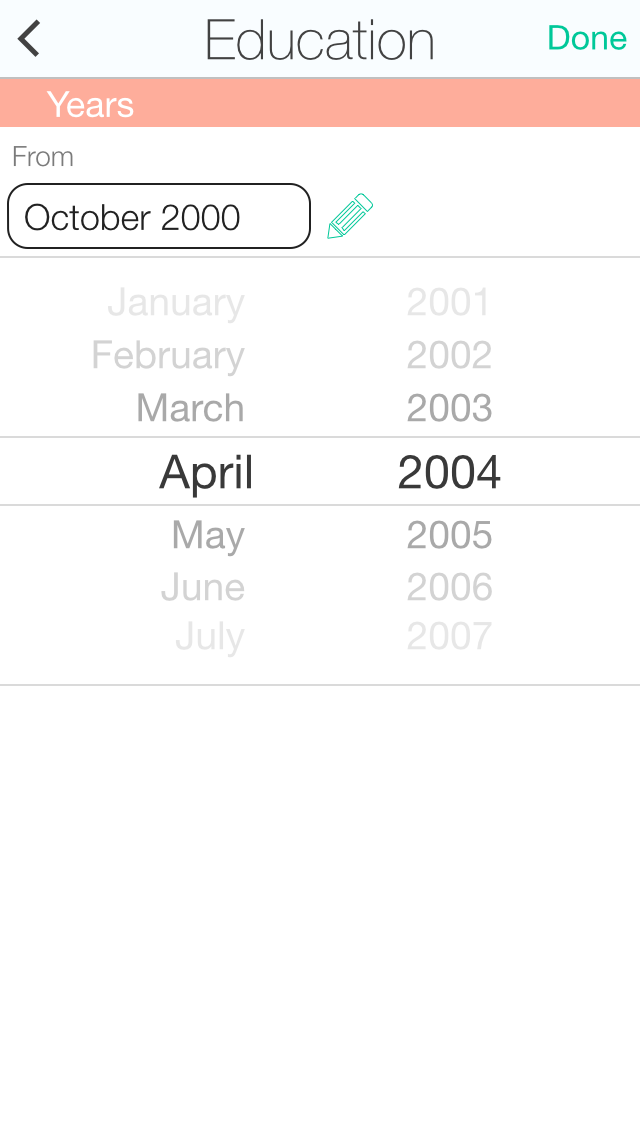 Education Done
Years
From
October 2000
January 2001
February 2002
March 2003
April 2004
May 2005
June 2006
July 2007